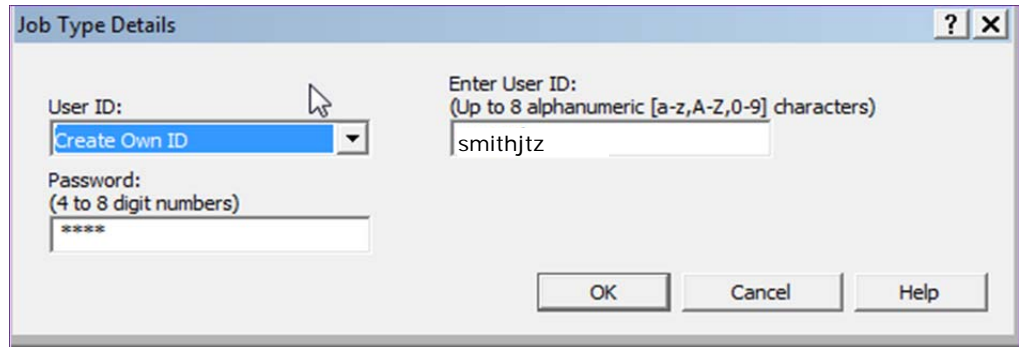 Job Type Details
? X
User ID:
Create Own ID
Enter User ID:
(Up to 8 alphanumeric [a-z,A-Z,0-9] characters)
smithjtz
Password:
(4 to 8 digit numbers)
****
OK Cancel Help